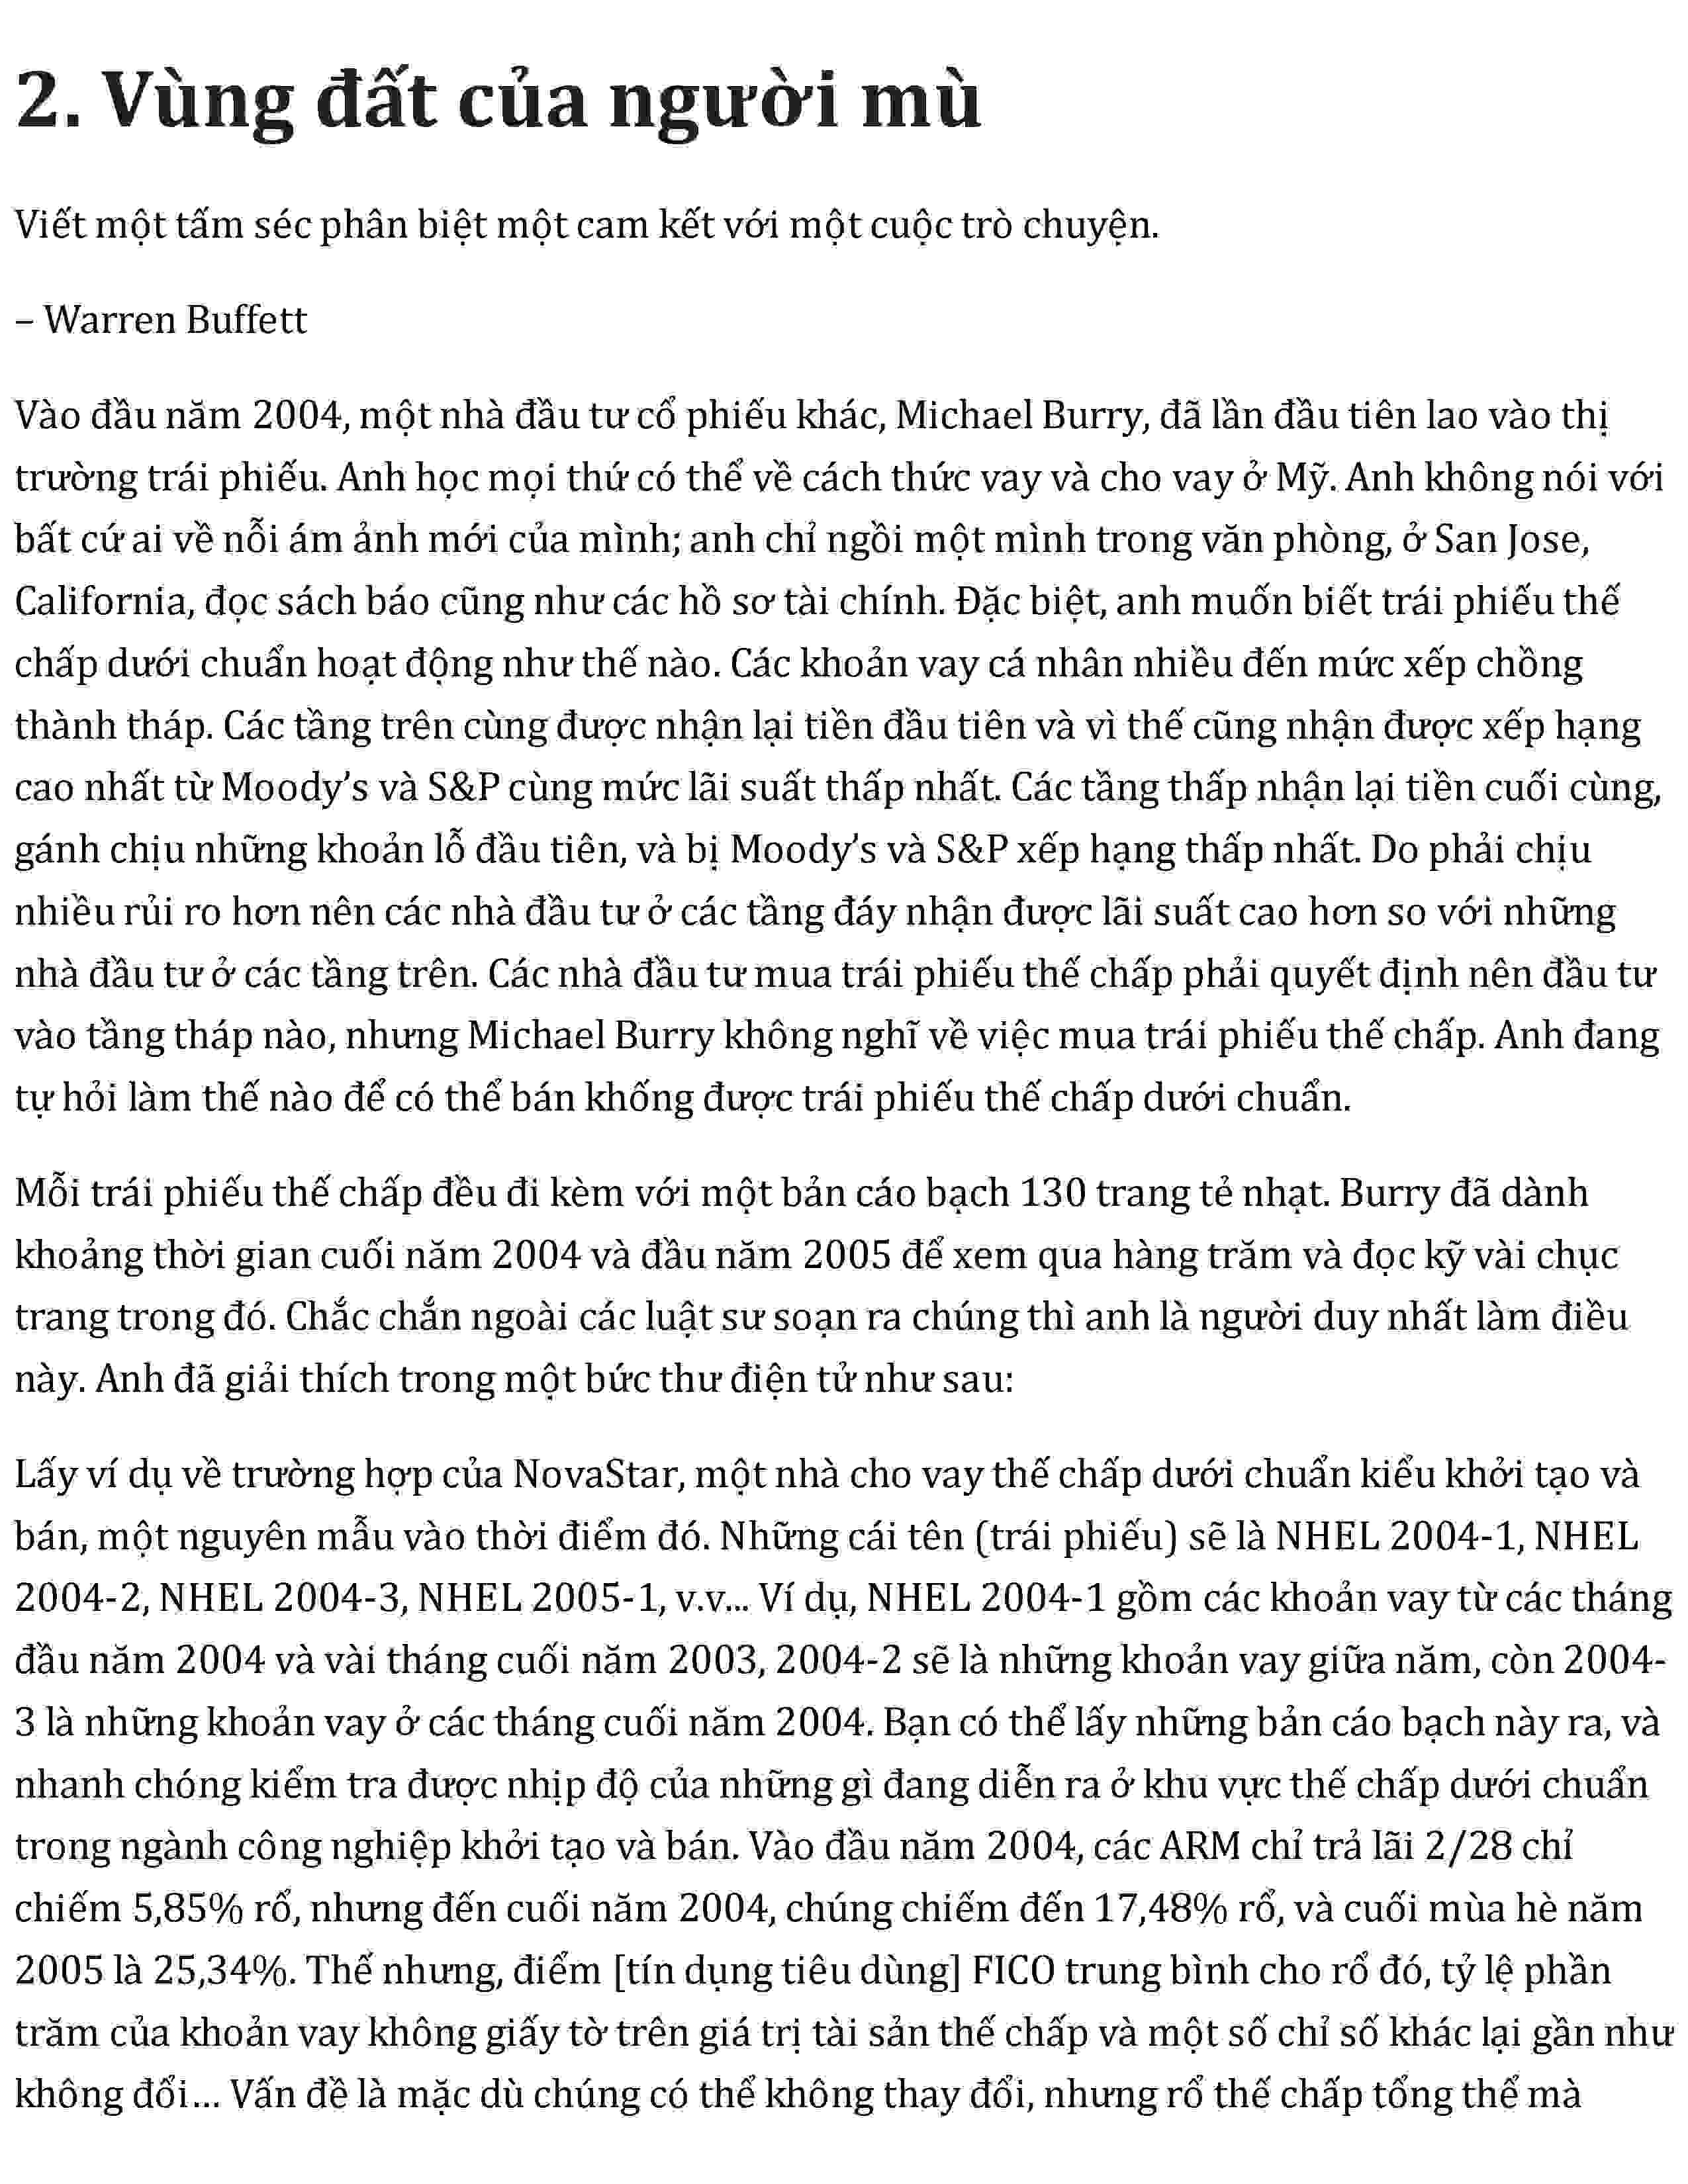 2. Vùng đất của người mù
Viết một tấm séc phân biệt một cam kết với một cuộc trò chuyện.
– Warren Buffett
Vào đầu năm 2004, một nhà đầu tư cổ phiếu khác, Michael Burry, đã lần đầu tiên lao vào thị
trường trái phiếu. Anh học mọi thứ có thể về cách thức vay và cho vay ở Mỹ. Anh không nói với
bất cứ ai về nỗi ám ảnh mới của mình; anh chỉ ngồi một mình trong văn phòng, ở San Jose,
California, đọc sách báo cũng như các hồ sơ tài chính. Đặc biệt, anh muốn biết trái phiếu thế
chấp dưới chuẩn hoạt động như thế nào. Các khoản vay cá nhân nhiều đến mức xếp chồng
thành tháp. Các tầng trên cùng được nhận lại tiền đầu tiên và vì thế cũng nhận được xếp hạng
cao nhất từ Moody’s và S&P cùng mức lãi suất thấp nhất. Các tầng thấp nhận lại tiền cuối cùng,
gánh chịu những khoản lỗ đầu tiên, và bị Moody’s và S&P xếp hạng thấp nhất. Do phải chịu
nhiều rủi ro hơn nên các nhà đầu tư ở các tầng đáy nhận được lãi suất cao hơn so với những
nhà đầu tư ở các tầng trên. Các nhà đầu tư mua trái phiếu thế chấp phải quyết định nên đầu tư
vào tầng tháp nào, nhưng Michael Burry không nghĩ về việc mua trái phiếu thế chấp. Anh đang
tự hỏi làm thế nào để có thể bán khống được trái phiếu thế chấp dưới chuẩn.
Mỗi trái phiếu thế chấp đều đi kèm với một bản cáo bạch 130 trang tẻ nhạt. Burry đã dành
khoảng thời gian cuối năm 2004 và đầu năm 2005 để xem qua hàng trăm và đọc kỹ vài chục
trang trong đó. Chắc chắn ngoài các luật sư soạn ra chúng thì anh là người duy nhất làm điều
này. Anh đã giải thích trong một bức thư điện tử như sau:
Lấy ví dụ về trường hợp của NovaStar, một nhà cho vay thế chấp dưới chuẩn kiểu khởi tạo và
bán, một nguyên mẫu vào thời điểm đó. Những cái tên (trái phiếu) sẽ là NHEL 2004-1, NHEL
2004-2, NHEL 2004-3, NHEL 2005-1, v.v... Ví dụ, NHEL 2004-1 gồm các khoản vay từ các tháng
đầu năm 2004 và vài tháng cuối năm 2003, 2004-2 sẽ là những khoản vay giữa năm, còn 2004-
3 là những khoản vay ở các tháng cuối năm 2004. Bạn có thể lấy những bản cáo bạch này ra, và
nhanh chóng kiểm tra được nhịp độ của những gì đang diễn ra ở khu vực thế chấp dưới chuẩn
trong ngành công nghiệp khởi tạo và bán. Vào đầu năm 2004, các ARM chỉ trả lãi 2/28 chỉ
chiếm 5,85% rổ, nhưng đến cuối năm 2004, chúng chiếm đến 17,48% rổ, và cuối mùa hè năm
2005 là 25,34%. Thế nhưng, điểm [tín dụng tiêu dùng] FICO trung bình cho rổ đó, tỷ lệ phần
trăm của khoản vay không giấy tờ trên giá trị tài sản thế chấp và một số chỉ số khác lại gần như
không đổi... Vấn đề là mặc dù chúng có thể không thay đổi, nhưng rổ thế chấp tổng thể mà